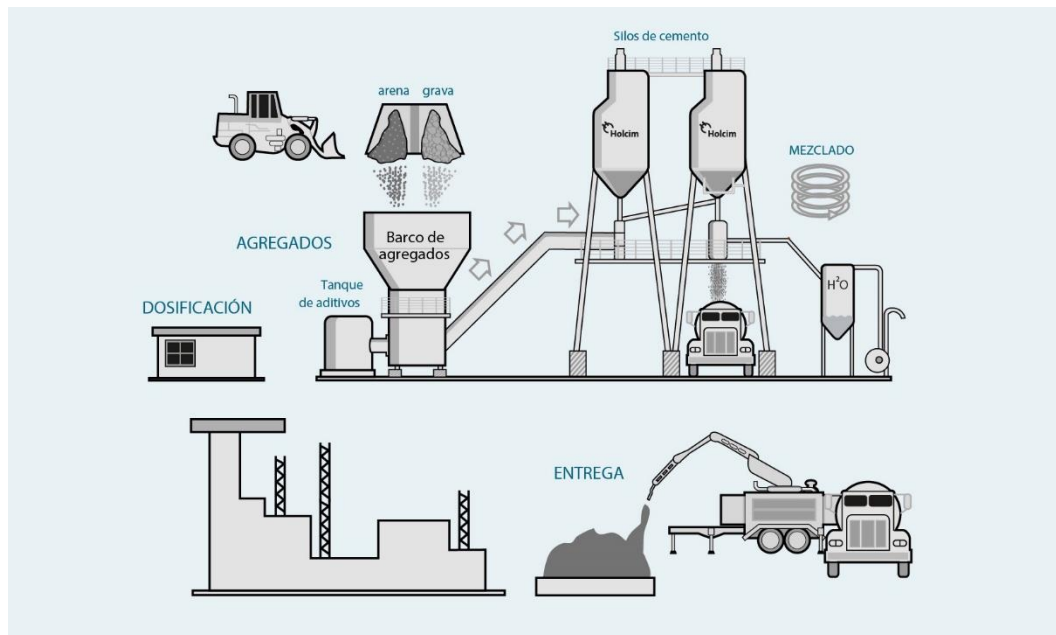 Silos de cemento
arena grava
Holcim
Holcim
MEZCLADO
AGREGADOS
Barco de
agregados
Tanque
de aditivos
H²O
DOSIFICACIÓN
ENTREGA